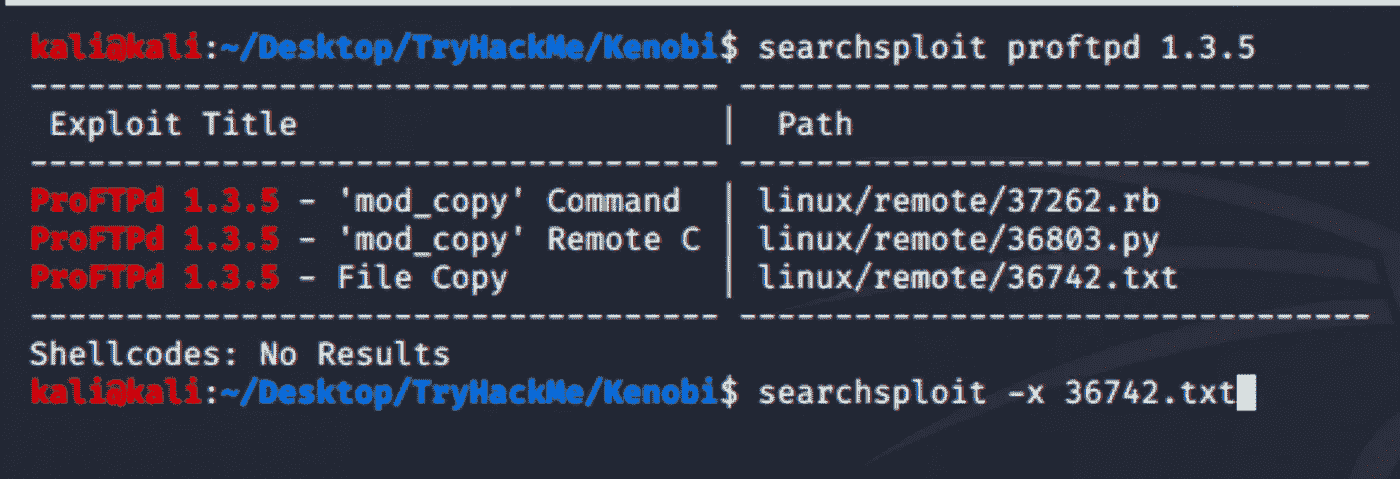 kali@kali:~/Desktop/TryHackMe/Kenobi$ searchsploit proftpd 1.3.5
----------------------------------- ---------------------------------
Exploit Title | Path
----------------------------------- ---------------------------------
ProFTPd 1.3.5 - 'mod_copy' Command | linux/remote/37262.rb
ProFTPd 1.3.5 - 'mod_copy' Remote C | linux/remote/36803.py
ProFTPd 1.3.5 - File Copy | linux/remote/36742.txt
----------------------------------- ---------------------------------
Shellcodes: No Results
kali@kali:~/Desktop/TryHackMe/Kenobi$ searchsploit -x 36742.txt